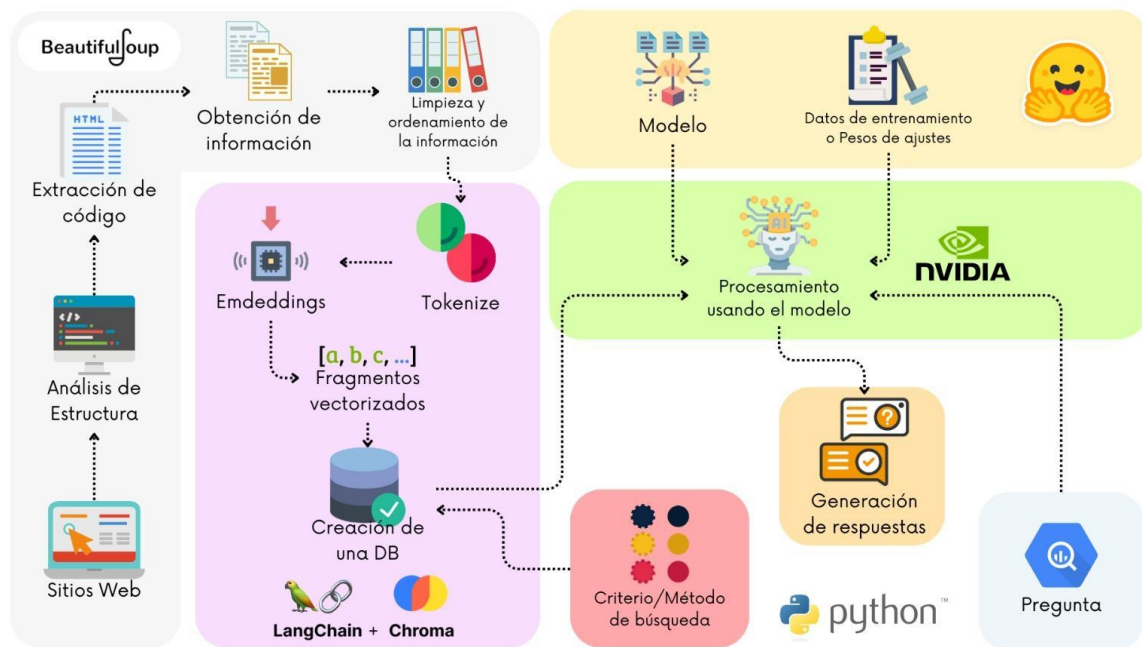 BeautifulSoup
HTML
Extracción de
código
</>
Análisis de
Estructura
Sitios Web
Obtención de
información
Limpieza y
ordenamiento de
la información
Emdeddings
Tokenize
[a, b, c, ...]
Fragmentos
vectorizados
Creación de
una DB
LangChain + Chroma
Modelo
Datos de entrenamiento
o Pesos de ajustes
AI
Procesamiento
usando el modelo
NVIDIA
?
Generación
de respuestas
Criterio/Método
de búsqueda
python™
Pregunta